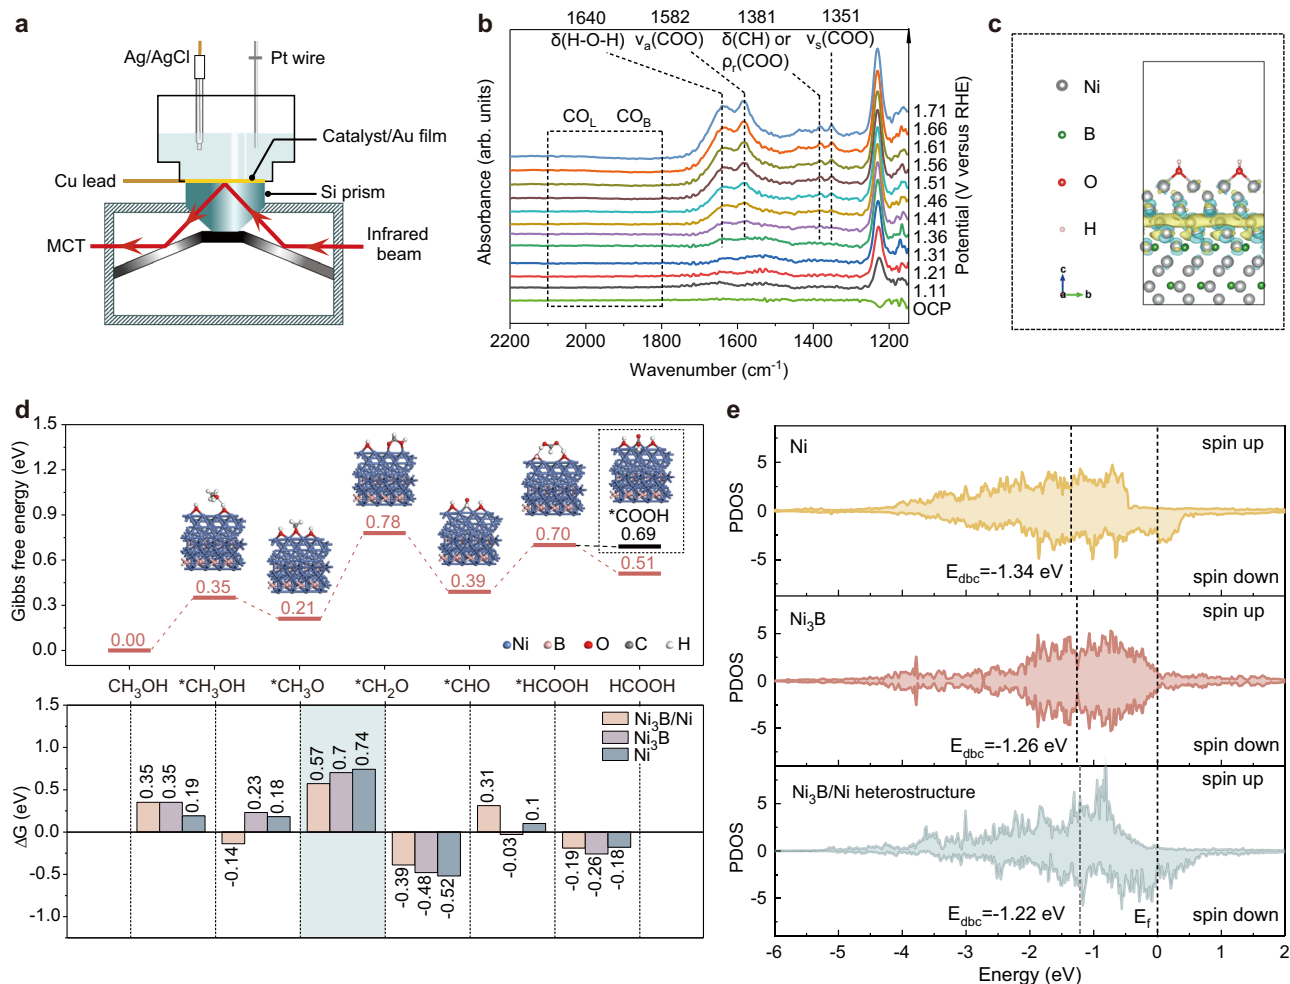 a
Ag/AgCl
Pt wire
Catalyst/Au film
Cu lead
Si prism
MCT
Infrared
beam
b
1640
1582
1381
1351
δ(H-O-H)
νa(COO)
δ(CH) or
ρr(COO)
νs(COO)
COL
COB
Absorbance (arb. units)
Potential (V versus RHE)
1.71
1.66
1.61
1.56
1.51
1.46
1.41
1.36
1.31
1.21
1.11
OCP
2200
2000
1800
1600
1400
1200
Wavenumber (cm-1)
c
Ni
B
O
H
c
a
b
d
Gibbs free energy (eV)
1.5
1.2
0.9
0.6
0.3
0.0
0.00
0.35
0.21
0.78
0.39
0.70
*COOH
0.69
0.51
Ni
B
O
C
H
CH3OH
*CH3OH
*CH3O
*CH2O
*CHO
*HCOOH
HCOOH
ΔG (eV)
1.5
1.0
0.5
0.0
-0.5
-1.0
Ni3B/Ni
Ni3B
Ni
0.35
0.35
0.19
-0.14
0.23
0.18
0.57
0.7
0.74
-0.39
-0.48
-0.52
0.31
-0.03
0.1
-0.19
-0.26
-0.18
e
Ni
spin up
PDOS
5
0
-5
Edbc=-1.34 eV
spin down
Ni3B
spin up
PDOS
5
0
-5
Edbc=-1.26 eV
spin down
Ni3B/Ni heterostructure
spin up
PDOS
5
0
-5
Edbc=-1.22 eV
Ef
spin down
-6
-5
-4
-3
-2
-1
0
1
2
Energy (eV)